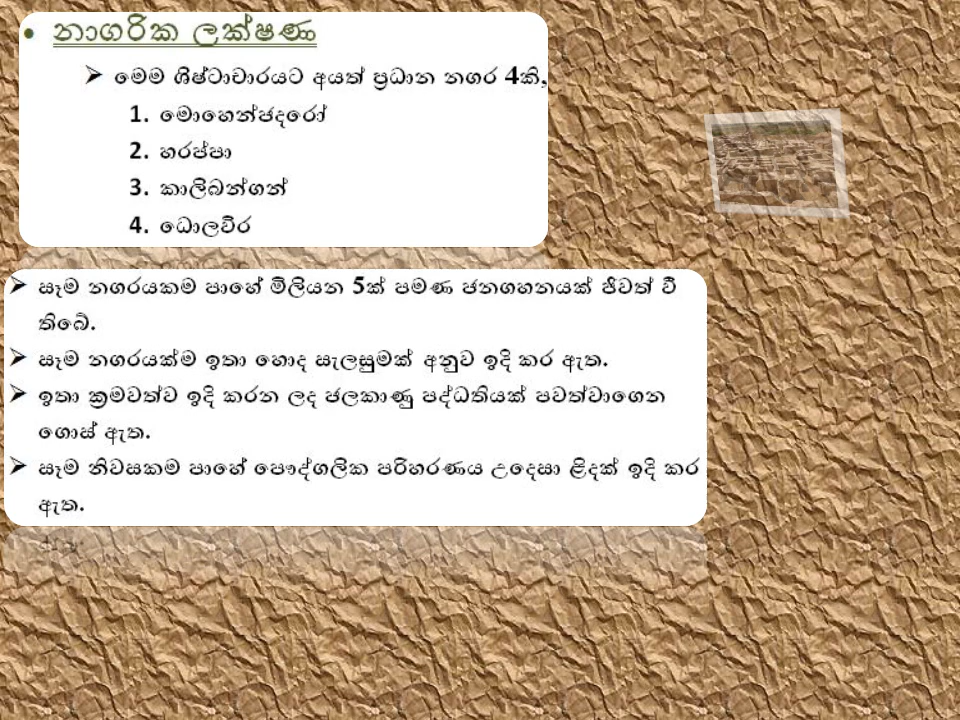 • නාගරික ලක්ෂණ
➢ මෙම ශිෂ්ටාචාරයට අයත් ප්‍රධාන නගර 4කි,
1. මොහෙන්ජදරෝ
2. හරප්පා
3. කාලිබන්ගන්
4. ධොලවීර
➢ සෑම නගරයකම පාහේ මිලියන 5ක් පමණ ජනගහනයක් ජීවත් වී
තිබේ.
➢ සෑම නගරයක්ම ඉතා හොද සැලසුමක් අනුව ඉදි කර ඇත.
➢ ඉතා ක්‍රමවත්ව ඉදි කරන ලද ජලකාණු පද්ධතියක් පවත්වාගෙන
ගොස් ඇත.
➢ සෑම නිවසකම පාහේ පෞද්ගලික පරිහරණය උදෙසා ළිදක් ඉදි කර
ඇත.